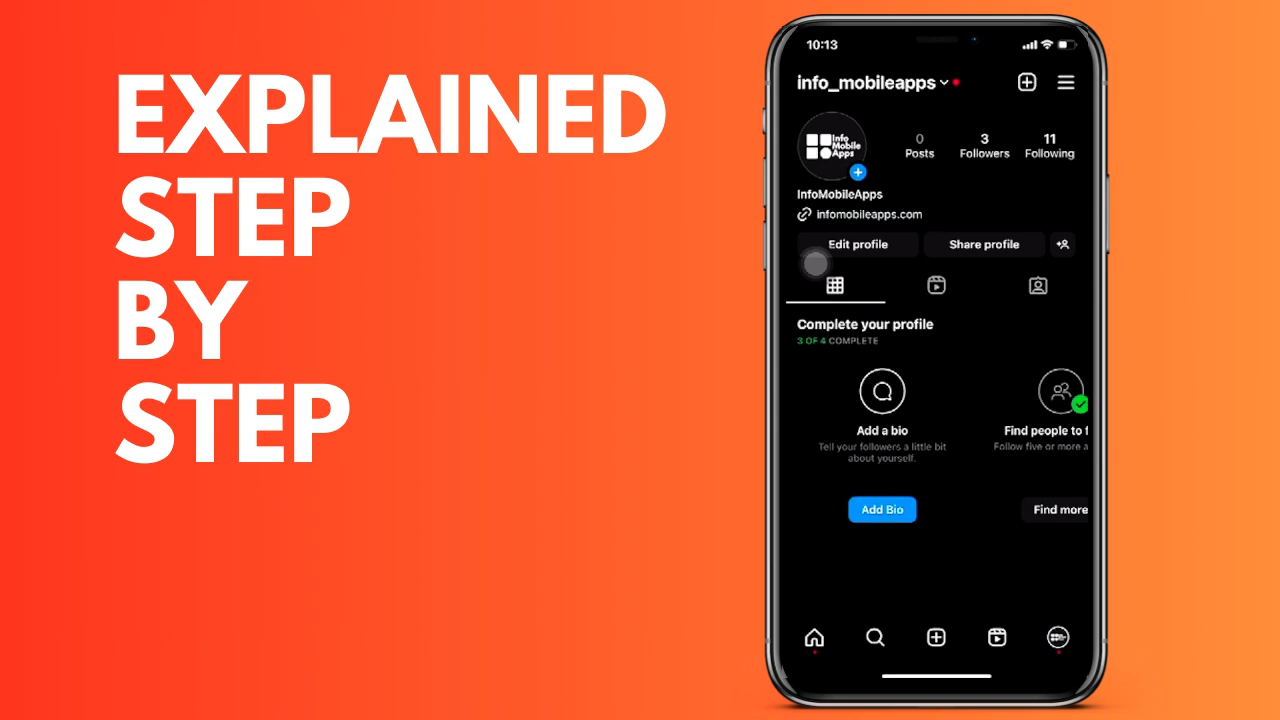 EXPLAINED
STEP
BY
STEP
10:13
info_mobileapps
Info
Mobile
Apps
0
3
11
Posts
Followers
Following
InfoMobileApps
infomobileapps.com
Edit profile
Share profile
Complete your profile
3 OF 4 COMPLETE
Add a bio
Find people to f
Tell your followers a little bit
about yourself.
Follow five or more a
Add Bio
Find more